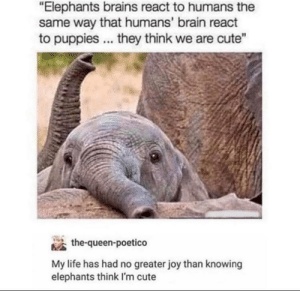 "Elephants brains react to humans the
same way that humans' brain react
to puppies ... they think we are cute"
the-queen-poetico
My life has had no greater joy than knowing
elephants think I'm cute